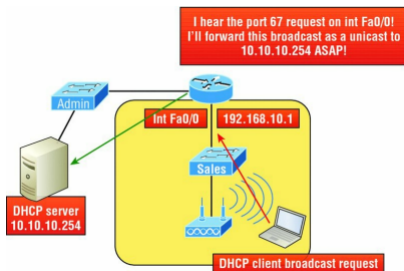 I hear the port 67 request on int Fa0/0!
I'll forward this broadcast as a unicast to
10.10.10.254 ASAP!
Admin
Int Fa0/0
192.168.10.1
Sales
DHCP server
10.10.10.254
DHCP client broadcast request